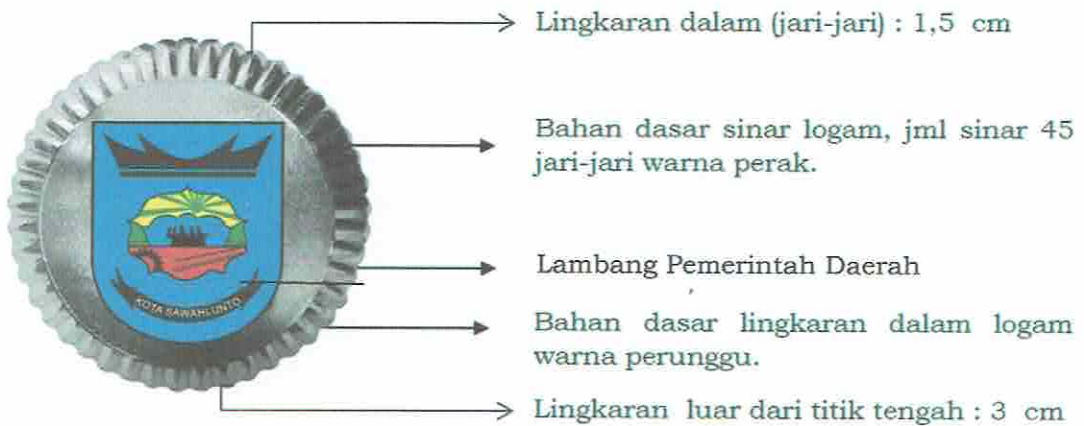 Lingkaran dalam (jari-jari) : 1,5 cm
Bahan dasar sinar logam, jml sinar 45
jari-jari warna perak.
Lambang Pemerintah Daerah
KOTA SAWAHLUNTO
Bahan dasar lingkaran dalam logam
warna perunggu.
Lingkaran luar dari titik tengah : 3 cm